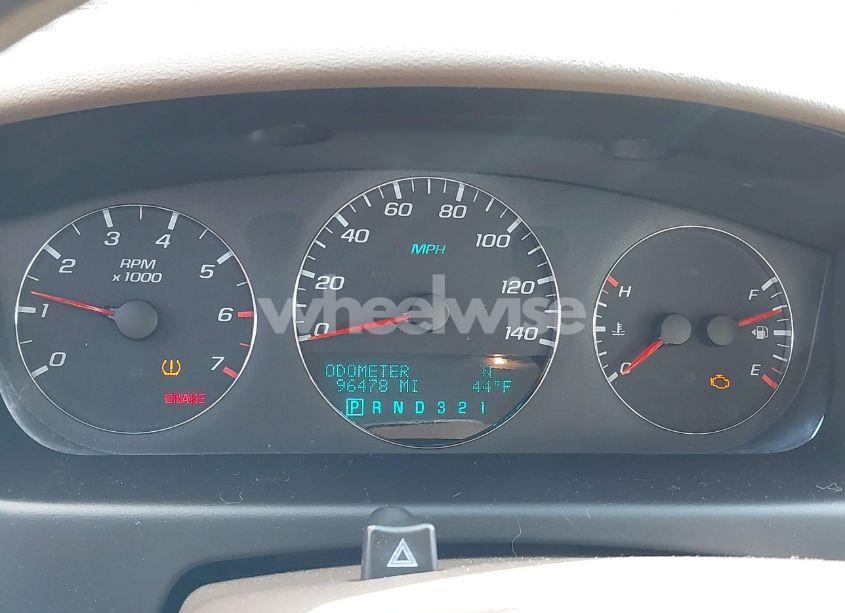 0 1 2 3 4 5 6 7
RPM
x 1000
BRAKE
0 20 40 60 80 100 120 140
MPH
wheelwise
ODOMETER N
96478 MI 44°F
P R N D 3 2 1
H
C
F
E